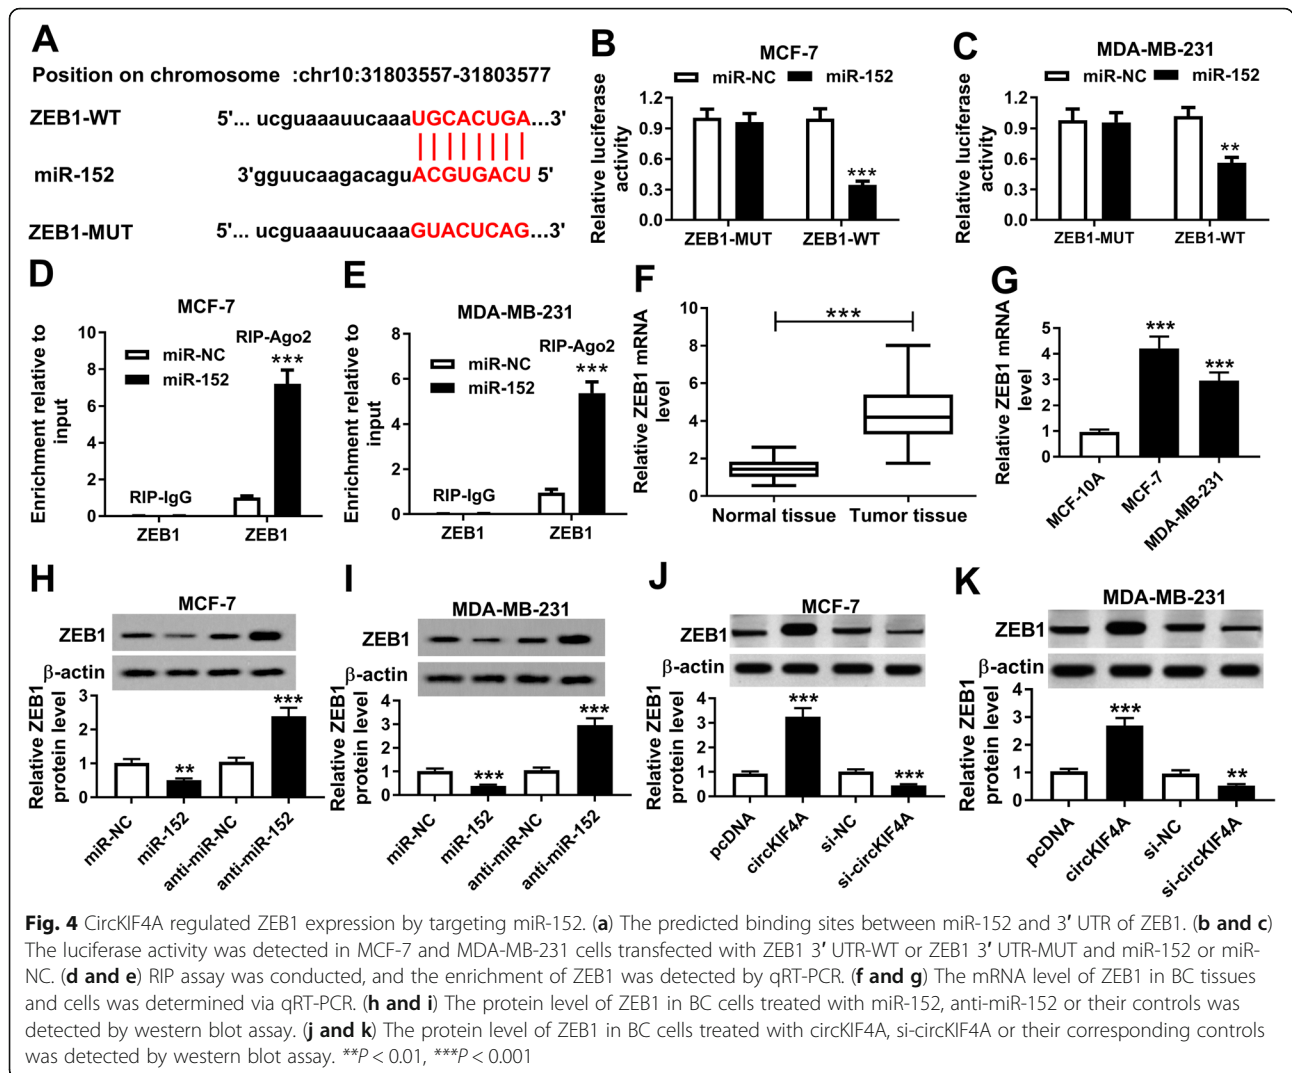 A
Position on chromosome :chr10:31803557-31803577
ZEB1-WT 5'... ucguaaauucaaaUGCACUGA...3'
miR-152 3'gguucaagacaguACGUGACU 5'
ZEB1-MUT 5'... ucguaaauucaaaGUACUCAG...3'
B
MCF-7
miR-NC miR-152
Relative luciferase
activity
1.2
0.9
0.6
0.3
0.0
***
ZEB1-MUT ZEB1-WT
C
MDA-MB-231
miR-NC miR-152
Relative luciferase
activity
1.2
0.9
0.6
0.3
0.0
**
ZEB1-MUT ZEB1-WT
D
MCF-7
Enrichment relative to
input
10
8
6
4
2
0
miR-NC
miR-152
RIP-Ago2
***
RIP-IgG
ZEB1 ZEB1
E
MDA-MB-231
Enrichment relative to
input
8
6
4
2
0
miR-NC
miR-152
RIP-Ago2
***
RIP-IgG
ZEB1 ZEB1
F
Relative ZEB1 mRNA
level
10
8
6
4
2
0
***
Normal tissue Tumor tissue
G
Relative ZEB1 mRNA
level
5
4
3
2
1
0
***
***
MCF-10A
MCF-7
MDA-MB-231
H
MCF-7
ZEB1
β-actin
Relative ZEB1
protein level
3
2
1
0
**
***
miR-NC
miR-152
anti-miR-NC
anti-miR-152
I
MDA-MB-231
ZEB1
β-actin
Relative ZEB1
protein level
4
3
2
1
0
***
***
miR-NC
miR-152
anti-miR-NC
anti-miR-152
J
MCF-7
ZEB1
β-actin
Relative ZEB1
protein level
4
3
2
1
0
***
***
pcDNA
circKIF4A
si-NC
si-circKIF4A
K
MDA-MB-231
ZEB1
β-actin
Relative ZEB1
protein level
4
3
2
1
0
***
**
pcDNA
circKIF4A
si-NC
si-circKIF4A
Fig. 4 CircKIF4A regulated ZEB1 expression by targeting miR-152. (a) The predicted binding sites between miR-152 and 3′ UTR of ZEB1. (b and c)
The luciferase activity was detected in MCF-7 and MDA-MB-231 cells transfected with ZEB1 3′ UTR-WT or ZEB1 3′ UTR-MUT and miR-152 or miR-
NC. (d and e) RIP assay was conducted, and the enrichment of ZEB1 was detected by qRT-PCR. (f and g) The mRNA level of ZEB1 in BC tissues
and cells was determined via qRT-PCR. (h and i) The protein level of ZEB1 in BC cells treated with miR-152, anti-miR-152 or their controls was
detected by western blot assay. (j and k) The protein level of ZEB1 in BC cells treated with circKIF4A, si-circKIF4A or their corresponding controls
was detected by western blot assay. **P < 0.01, ***P < 0.001